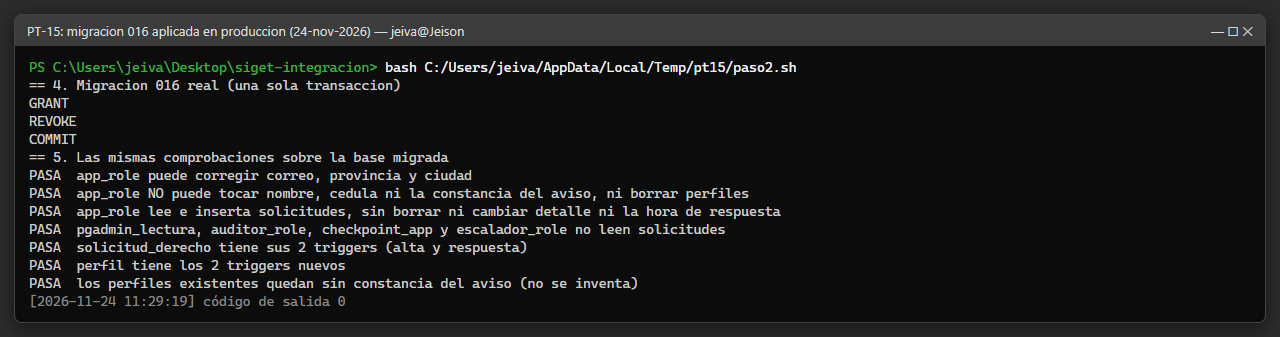 PT-15: migracion 016 aplicada en produccion (24-nov-2026) — jeiva@Jeison
PS C:\Users\jeiva\Desktop\siget-integracion> bash C:/Users/jeiva/AppData/Local/Temp/pt15/paso2.sh
== 4. Migracion 016 real (una sola transaccion)
GRANT
REVOKE
COMMIT
== 5. Las mismas comprobaciones sobre la base migrada
PASA  app_role puede corregir correo, provincia y ciudad
PASA  app_role NO puede tocar nombre, cedula ni la constancia del aviso, ni borrar perfiles
PASA  app_role lee e inserta solicitudes, sin borrar ni cambiar detalle ni la hora de respuesta
PASA  pgadmin_lectura, auditor_role, checkpoint_app y escalador_role no leen solicitudes
PASA  solicitud_derecho tiene sus 2 triggers (alta y respuesta)
PASA  perfil tiene los 2 triggers nuevos
PASA  los perfiles existentes quedan sin constancia del aviso (no se inventa)
[2026-11-24 11:29:19] código de salida 0